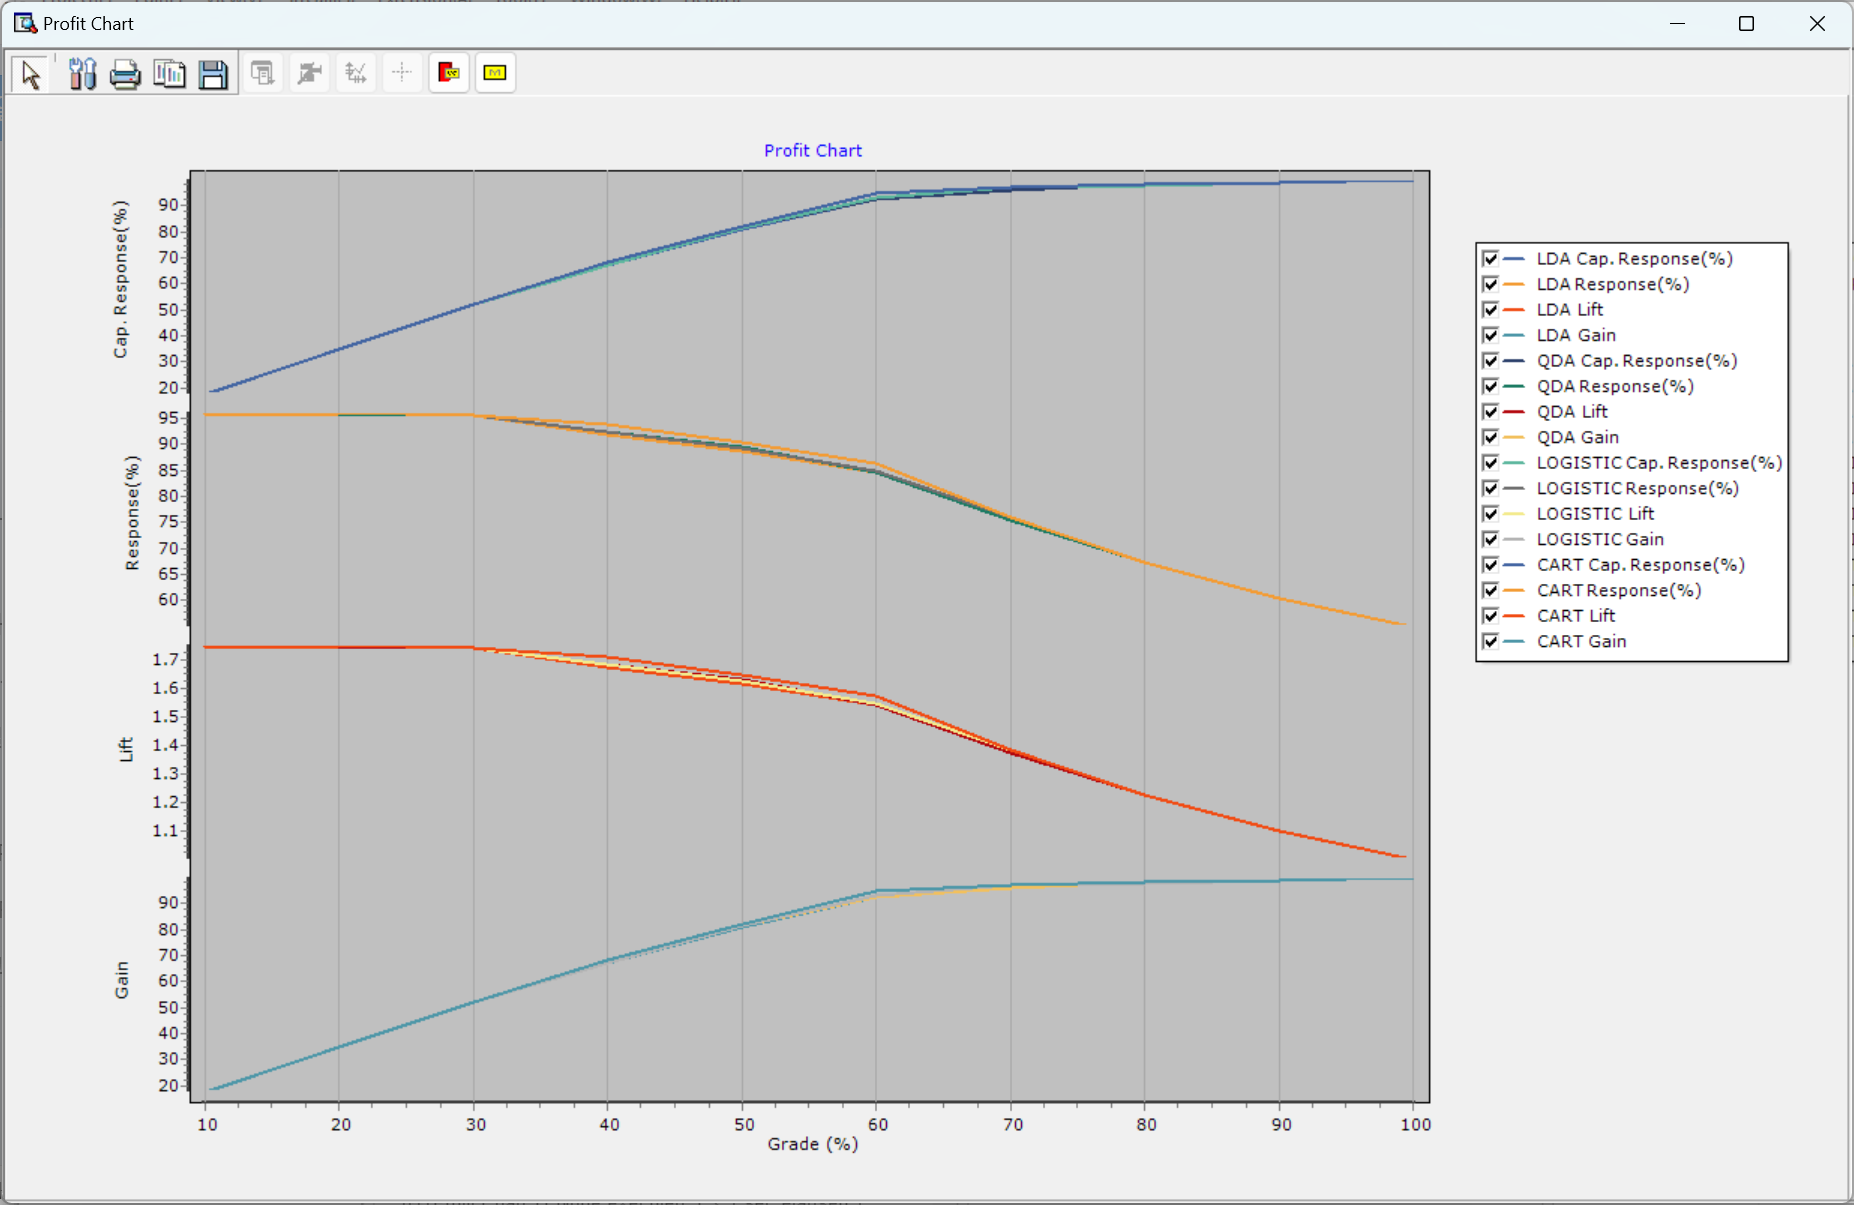 Profit Chart
Profit Chart
Cap. Response(%)
90
80
70
60
50
40
30
20
Response(%)
95
90
85
80
75
70
65
60
Lift
1.7
1.6
1.5
1.4
1.3
1.2
1.1
Gain
90
80
70
60
50
40
30
20
10 20 30 40 50 60 70 80 90 100
Grade (%)
LDA Cap. Response(%)
LDA Response(%)
LDA Lift
LDA Gain
QDA Cap. Response(%)
QDA Response(%)
QDA Lift
QDA Gain
LOGISTIC Cap. Response(%)
LOGISTIC Response(%)
LOGISTIC Lift
LOGISTIC Gain
CART Cap. Response(%)
CART Response(%)
CART Lift
CART Gain